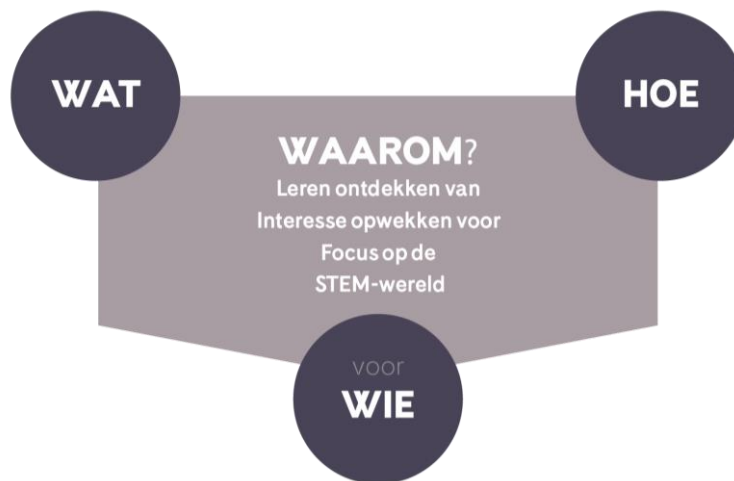 WAT
HOE
WAAROM?
Leren ontdekken van
Interesse opwekken voor
Focus op de
STEM-wereld
voor
WIE